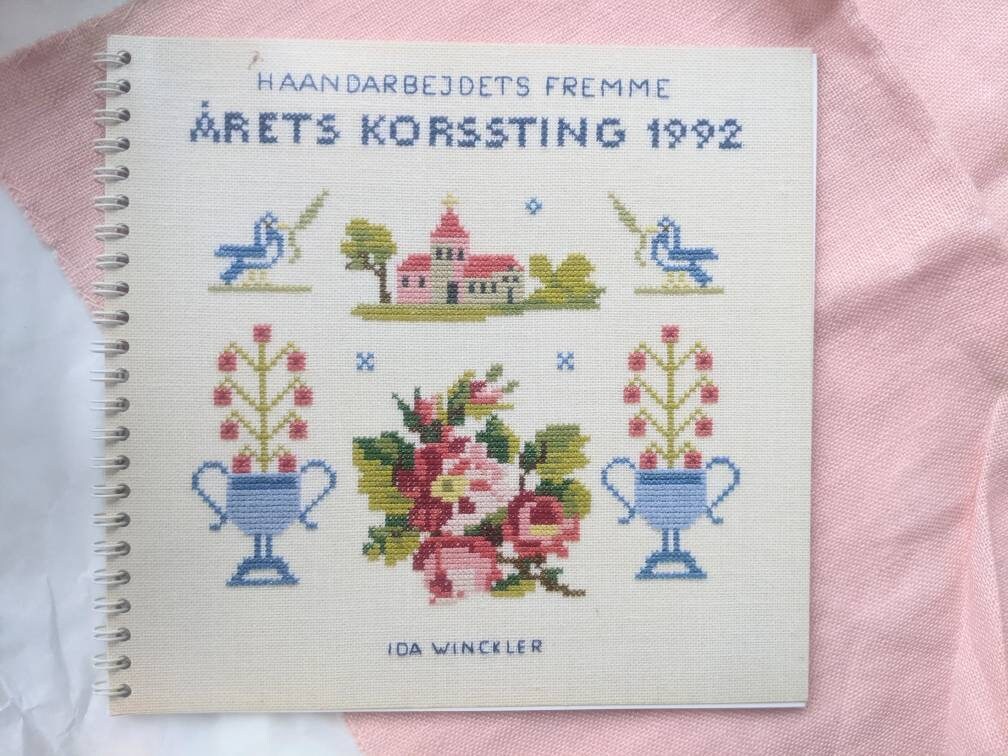 HAANDARBEJDETS FREMME
ÅRETS KORSSTING 1992
IDA WINCKLER